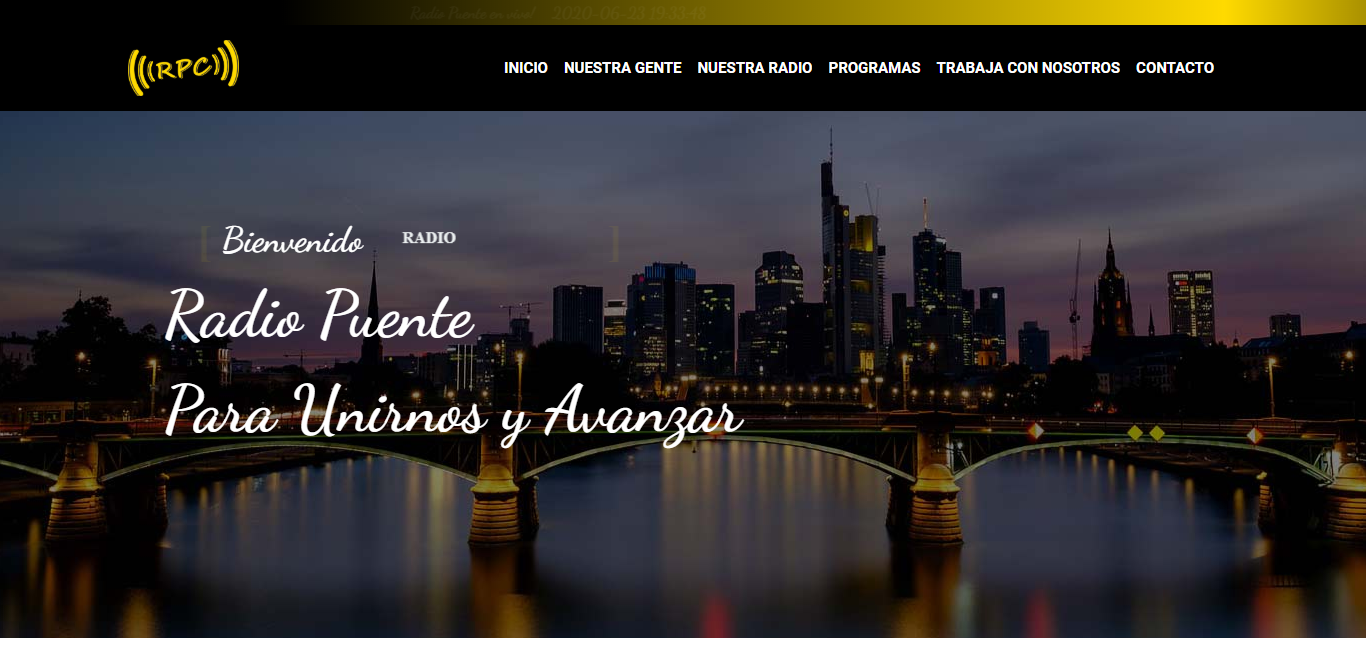 Radio Puente en vivo! 2020-06-23 19:33:48
((((RPC))))
INICIO NUESTRA GENTE NUESTRA RADIO PROGRAMAS TRABAJA CON NOSOTROS CONTACTO
[ Bienvenido RADIO ]
Radio Puente
Para Unirnos y Avanzar